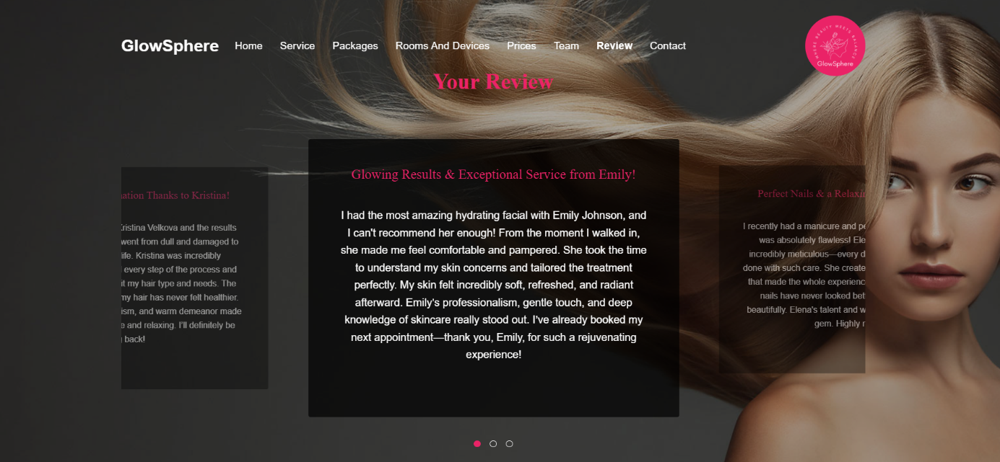 GlowSphere Home Service Packages Rooms And Devices Prices Team Review Contact
WHERE BEAUTY MEETS BALANCE
GlowSphere
Your Review
Thanks to Kristina!
Kristina Velkova and the results
went from dull and damaged to
life. Kristina was incredibly
every step of the process and
it my hair type and needs. The
my hair has never felt healthier.
and warm demeanor made
and relaxing. I'll definitely be
back!
Glowing Results & Exceptional Service from Emily!
I had the most amazing hydrating facial with Emily Johnson, and
I can't recommend her enough! From the moment I walked in,
she made me feel comfortable and pampered. She took the time
to understand my skin concerns and tailored the treatment
perfectly. My skin felt incredibly soft, refreshed, and radiant
afterward. Emily's professionalism, gentle touch, and deep
knowledge of skincare really stood out. I've already booked my
next appointment—thank you, Emily, for such a rejuvenating
experience!
Perfect Nails & a
I recently had a manicure and
was absolutely flawless!
incredibly meticulous—every
done with such care. She
that made the whole
nails have never looked
beautifully. Elena's talent and
gem. Highly